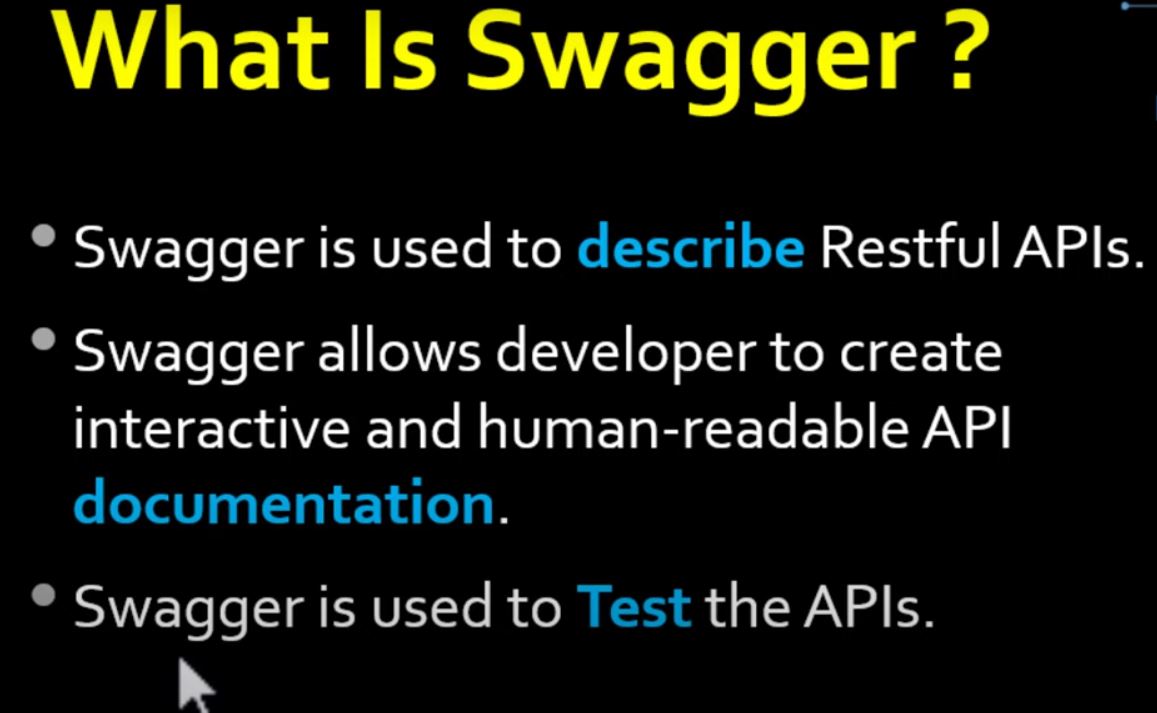 What Is Swagger ?
• Swagger is used to describe Restful APIs.
• Swagger allows developer to create
interactive and human-readable API
documentation.
• Swagger is used to Test the APIs.